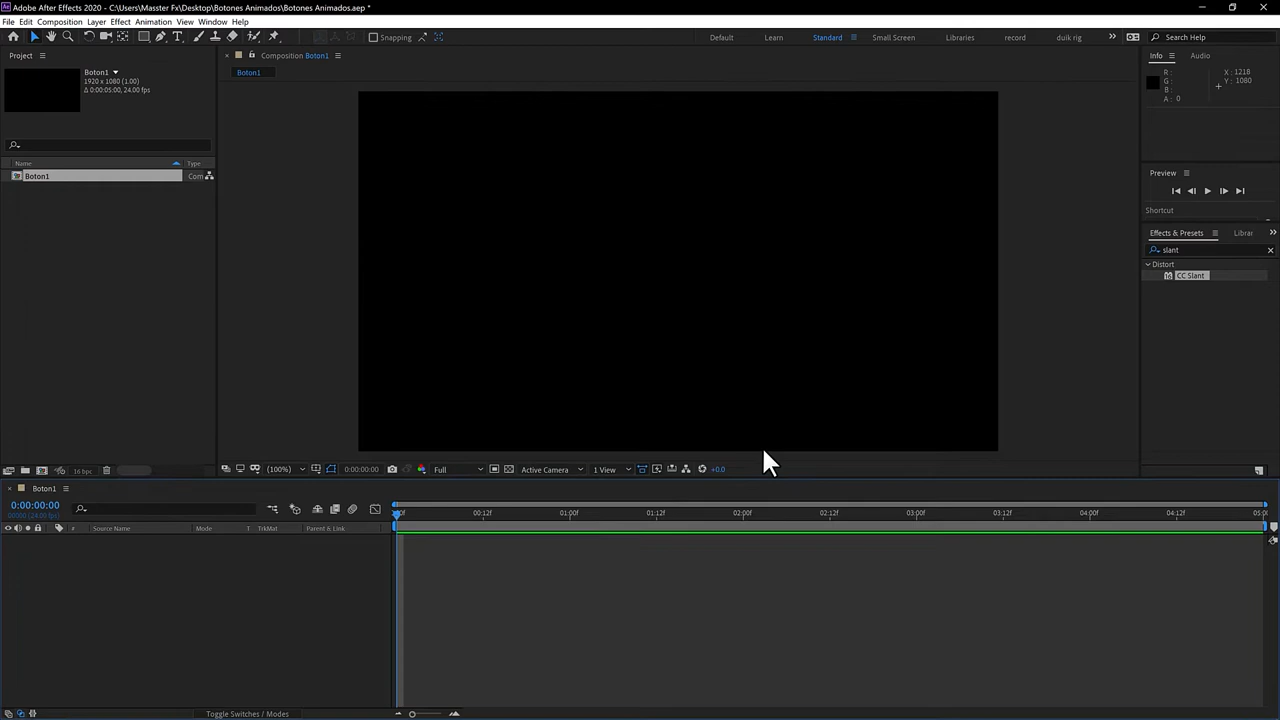 Adobe After Effects 2020 - C:\Users\Masster Fx\Desktop\Botones Animados\Botones Animados.aep *
File Edit Composition Layer Effect Animation View Window Help
Snapping
Default Learn Standard Small Screen Libraries record duik rig
Search Help
Project
Composition Boton1
Info Audio
Boton1
1920 x 1080 (1.00)
Δ 0:00:05:00, 24.00 fps
Boton1
R :
G :
B :
A : 0
X : 1218
Y : 1080
Name Type
Boton1 Com
Preview
Shortcut
Effects & Presets Librar
slant
Distort
CC Slant
16 bpc
(100%) 0:00:00:00 Full Active Camera 1 View +0.0
Boton1
0:00:00:00
00000 (24.00 fps)
00f 00:12f 01:00f 01:12f 02:00f 02:12f 03:00f 03:12f 04:00f 04:12f 05:0
# Source Name Mode T TrkMat Parent & Link
Toggle Switches / Modes